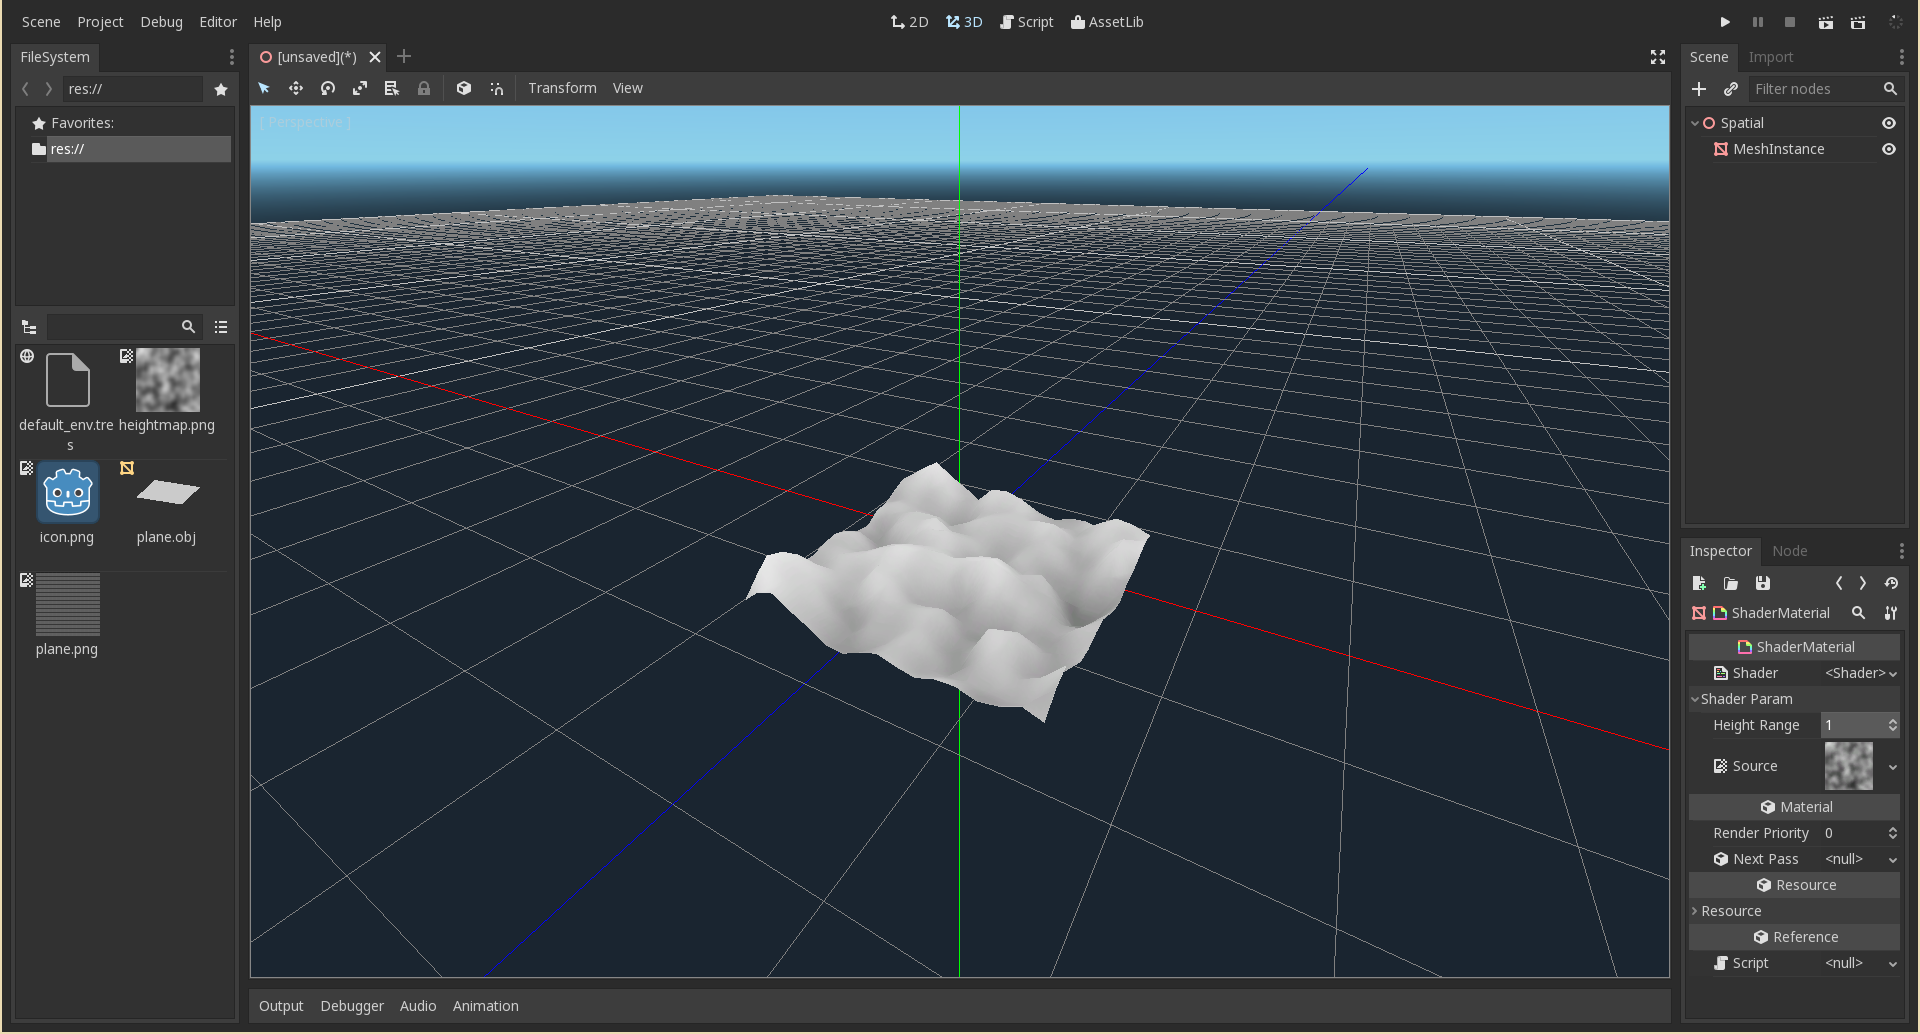 Scene Project Debug Editor Help 2D 3D Script AssetLib
FileSystem
res://
Favorites:
res://
default_env.tre
s
heightmap.png
icon.png
plane.obj
plane.png
[unsaved](*)
Transform View
[ Perspective ]
Output Debugger Audio Animation
Scene Import
Filter nodes
Spatial
MeshInstance
Inspector Node
ShaderMaterial
ShaderMaterial
Shader <Shader>
Shader Param
Height Range 1
Source
Material
Render Priority 0
Next Pass <null>
Resource
Resource
Reference
Script <null>